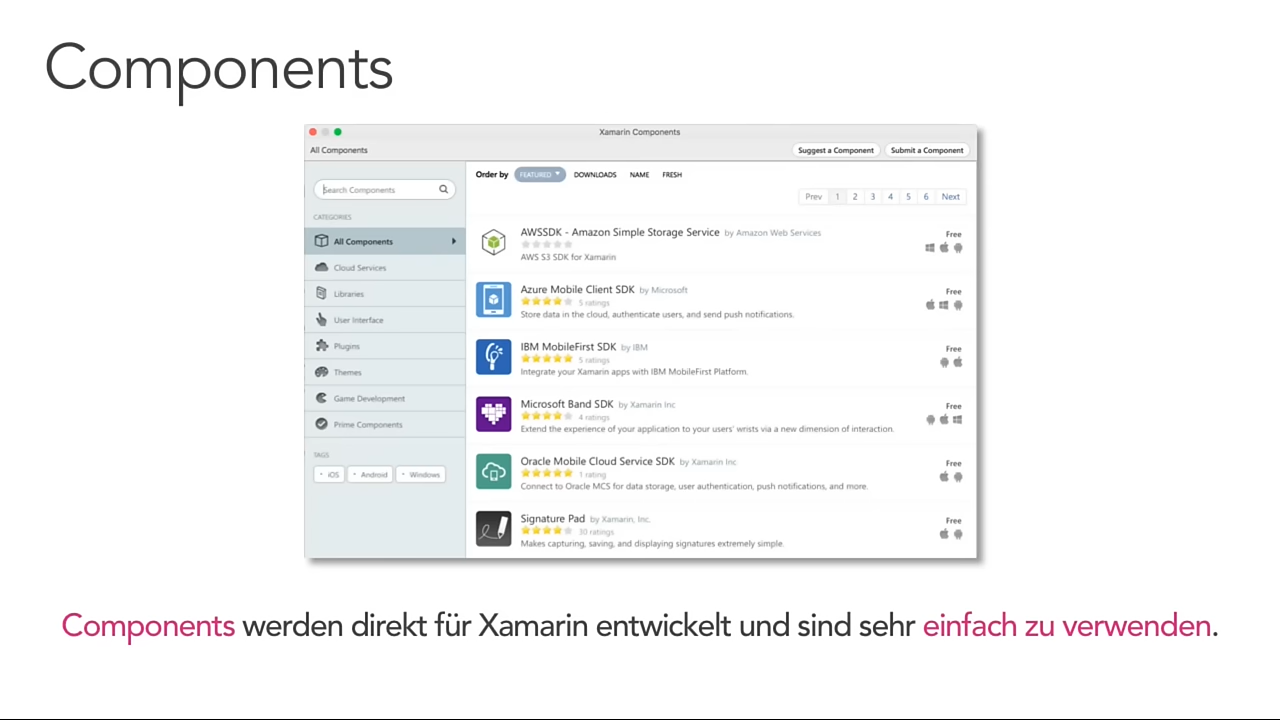 Components
Xamarin Components
All Components
Suggest a Component
Submit a Component
Search Components
CATEGORIES
All Components
Cloud Services
Libraries
User Interface
Plugins
Themes
Game Development
Prime Components
TAGS
iOS
Android
Windows
Order by FEATURED DOWNLOADS NAME FRESH
Prev 1 2 3 4 5 6 Next
AWSSDK - Amazon Simple Storage Service by Amazon Web Services
Free
AWS S3 SDK for Xamarin
Azure Mobile Client SDK by Microsoft
Free
5 ratings
Store data in the cloud, authenticate users, and send push notifications.
IBM MobileFirst SDK by IBM
Free
5 ratings
Integrate your Xamarin apps with IBM MobileFirst Platform.
Microsoft Band SDK by Xamarin Inc
Free
4 ratings
Extend the experience of your application to your users' wrists via a new dimension of interaction.
Oracle Mobile Cloud Service SDK by Xamarin Inc
Free
1 rating
Connect to Oracle MCS for data storage, user authentication, push notifications, and more.
Signature Pad by Xamarin, Inc.
Free
30 ratings
Makes capturing, saving, and displaying signatures extremely simple.
Components werden direkt für Xamarin entwickelt und sind sehr einfach zu verwenden.